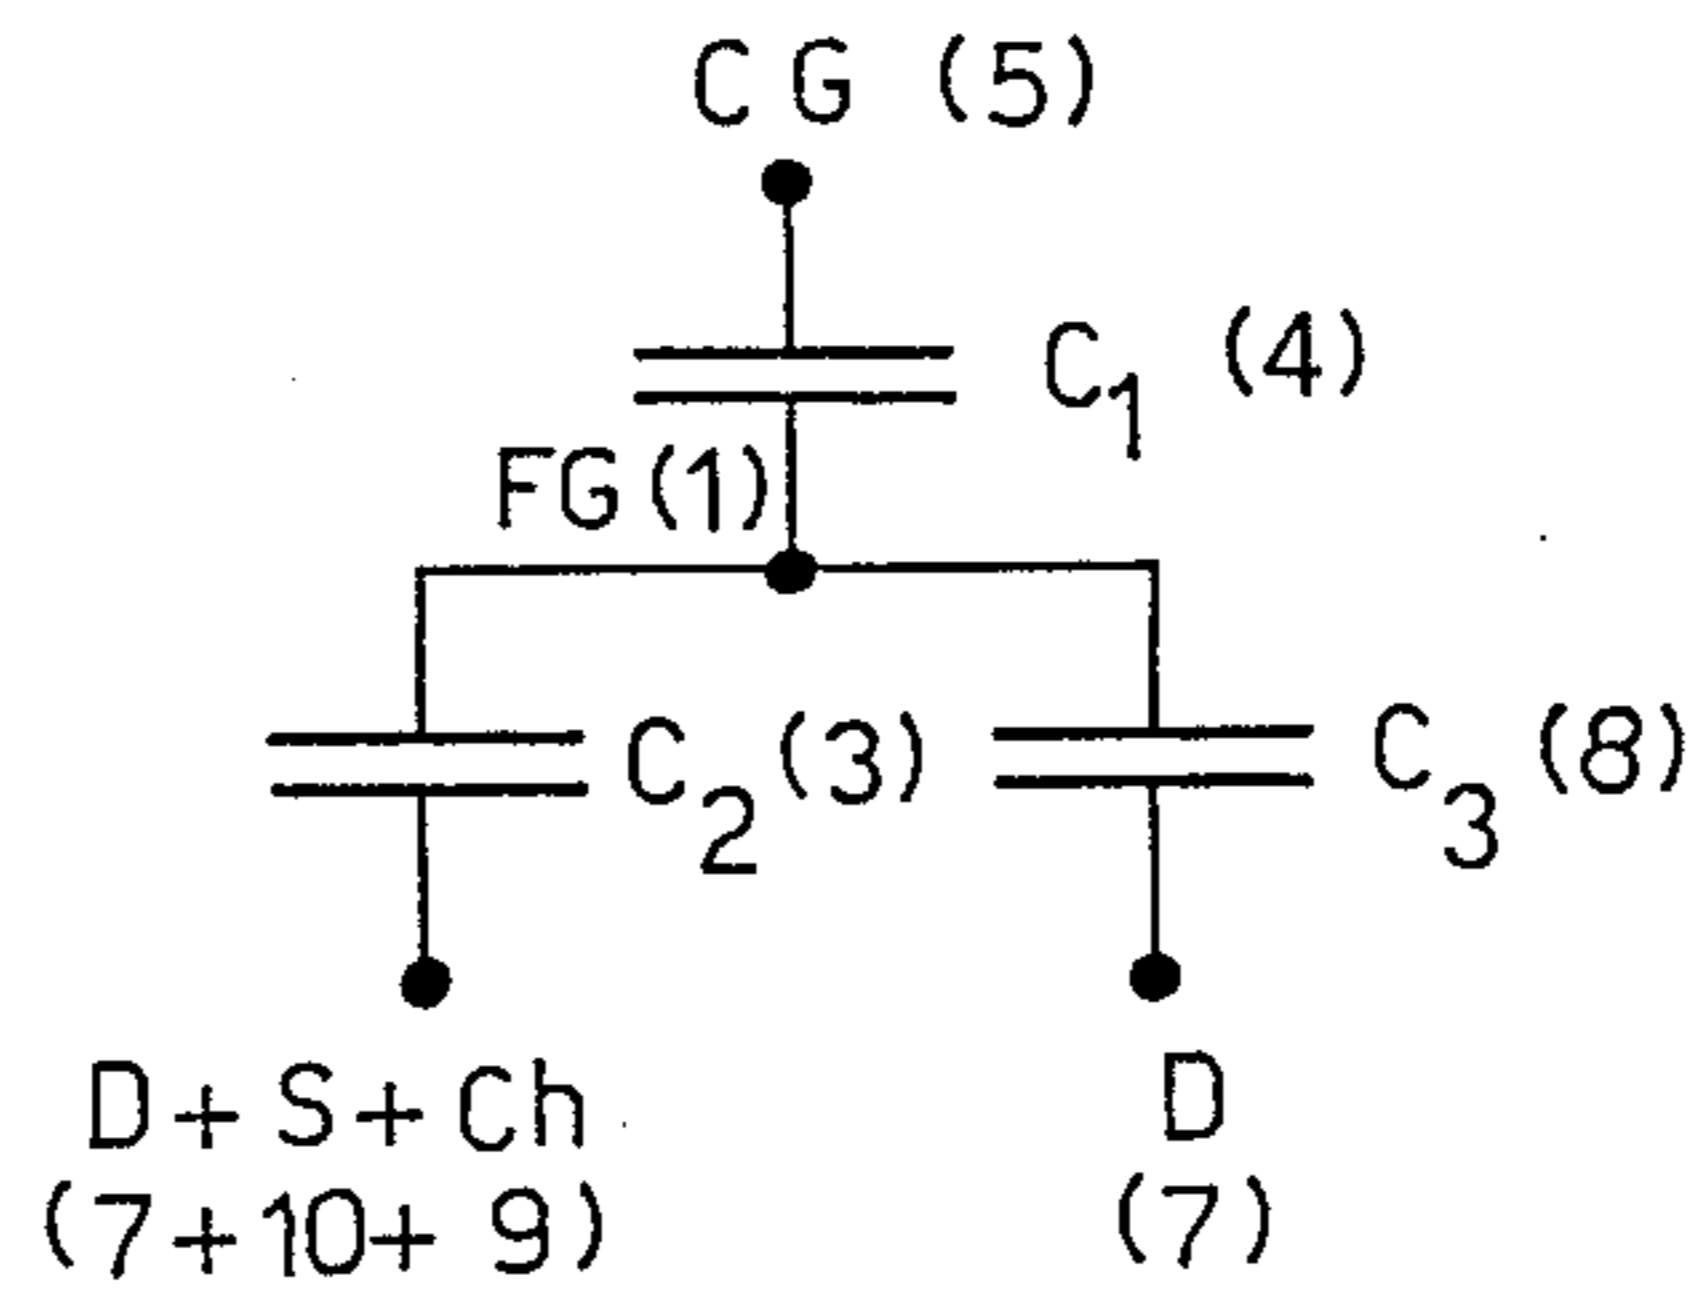 CG (5)
C1 (4)
FG (1)
C2 (3)
C3 (8)
D + S + Ch
(7 + 10 + 9)
D
(7)